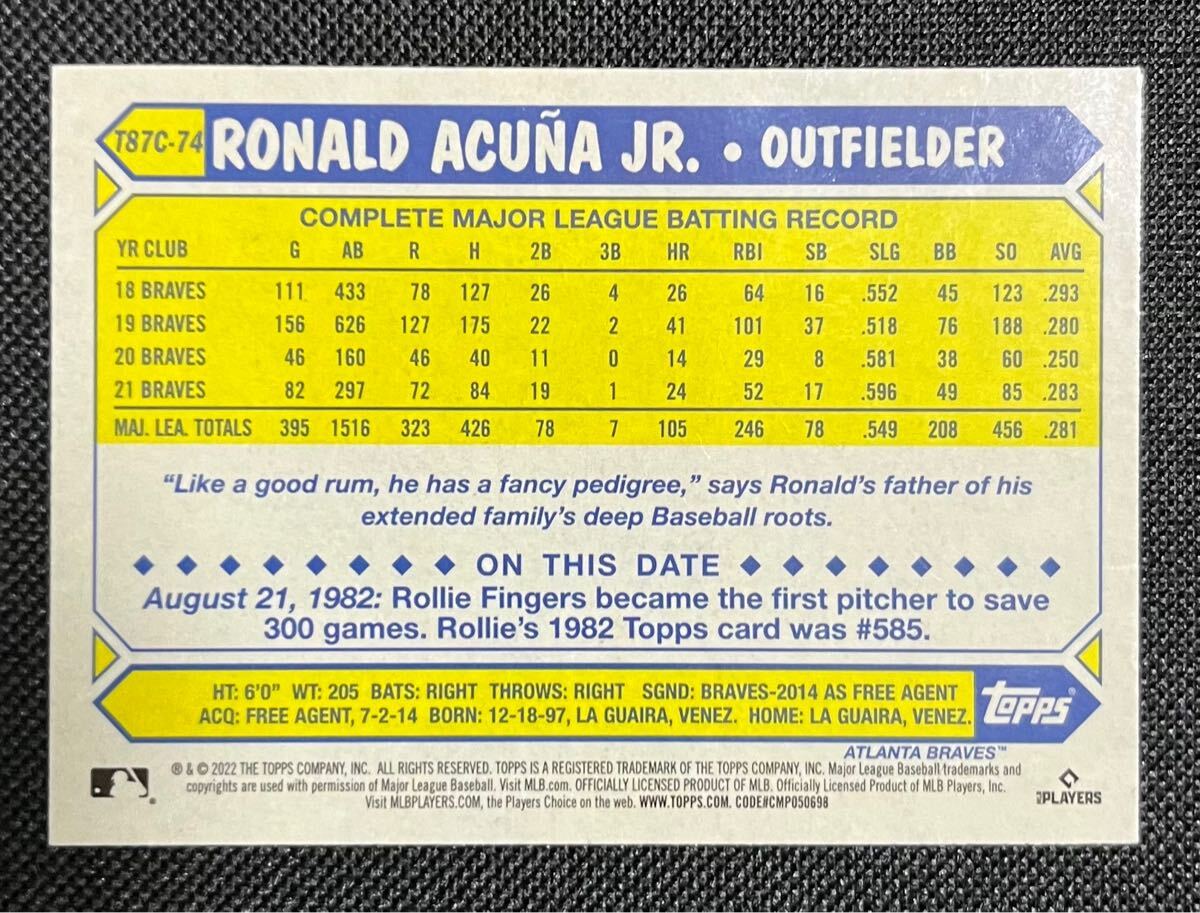 T87C-74 RONALD ACUÑA JR. • OUTFIELDER
COMPLETE MAJOR LEAGUE BATTING RECORD
YR CLUB G AB R H 2B 3B HR RBI SB SLG BB SO AVG
18 BRAVES 111 433 78 127 26 4 26 64 16 .552 45 123 .293
19 BRAVES 156 626 127 175 22 2 41 101 37 .518 76 188 .280
20 BRAVES 46 160 46 40 11 0 14 29 8 .581 38 60 .250
21 BRAVES 82 297 72 84 19 1 24 52 17 .596 49 85 .283
MAJ. LEA. TOTALS 395 1516 323 426 78 7 105 246 78 .549 208 456 .281
“Like a good rum, he has a fancy pedigree,” says Ronald’s father of his
extended family’s deep Baseball roots.
ON THIS DATE
August 21, 1982: Rollie Fingers became the first pitcher to save
300 games. Rollie’s 1982 Topps card was #585.
HT: 6’0” WT: 205 BATS: RIGHT THROWS: RIGHT SGND: BRAVES-2014 AS FREE AGENT
ACQ: FREE AGENT, 7-2-14 BORN: 12-18-97, LA GUAIRA, VENEZ. HOME: LA GUAIRA, VENEZ.
topps®
ATLANTA BRAVES™
® & © 2022 THE TOPPS COMPANY, INC. ALL RIGHTS RESERVED. TOPPS IS A REGISTERED TRADEMARK OF THE TOPPS COMPANY, INC. Major League Baseball trademarks and
copyrights are used with permission of Major League Baseball. Visit MLB.com. OFFICIALLY LICENSED PRODUCT OF MLB. Officially Licensed Product of MLB Players, Inc.
Visit MLBPLAYERS.COM, the Players Choice on the web. WWW.TOPPS.COM. CODE#CMP050698
MLBPLAYERS